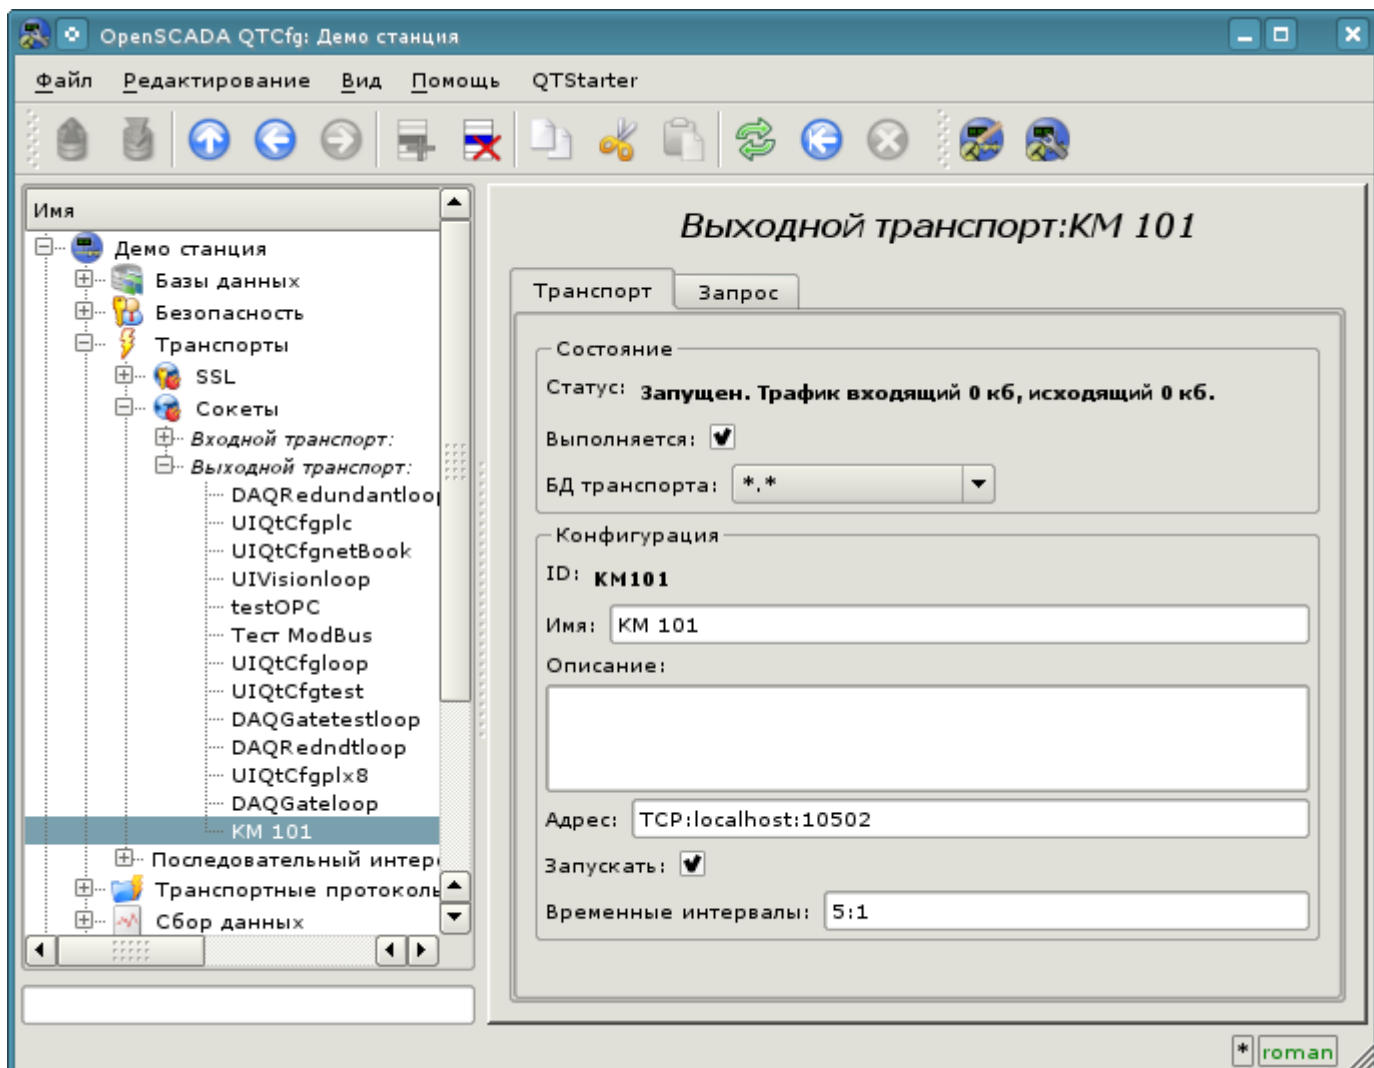 OpenSCADA QTCfg: Демо станция
Файл Редактирование Вид Помощь QTStarter
Имя
Демо станция
Базы данных
Безопасность
Транспорты
SSL
Сокеты
Входной транспорт:
Выходной транспорт:
DAQRedundantloop
UIQtCfgplc
UIQtCfgnetBook
UIVisionloop
testOPC
Тест ModBus
UIQtCfgloop
UIQtCfgtest
DAQGatetestloop
DAQRedndtloop
UIQtCfgplx8
DAQGateloop
KM 101
Последовательный интер
Транспортные протоколы
Сбор данных
Выходной транспорт:KM 101
Транспорт Запрос
Состояние
Статус: Запущен. Трафик входящий 0 кб, исходящий 0 кб.
Выполняется:
БД транспорта: *.*
Конфигурация
ID: KM101
Имя: KM 101
Описание:
Адрес: TCP:localhost:10502
Запускать:
Временные интервалы: 5:1
* roman